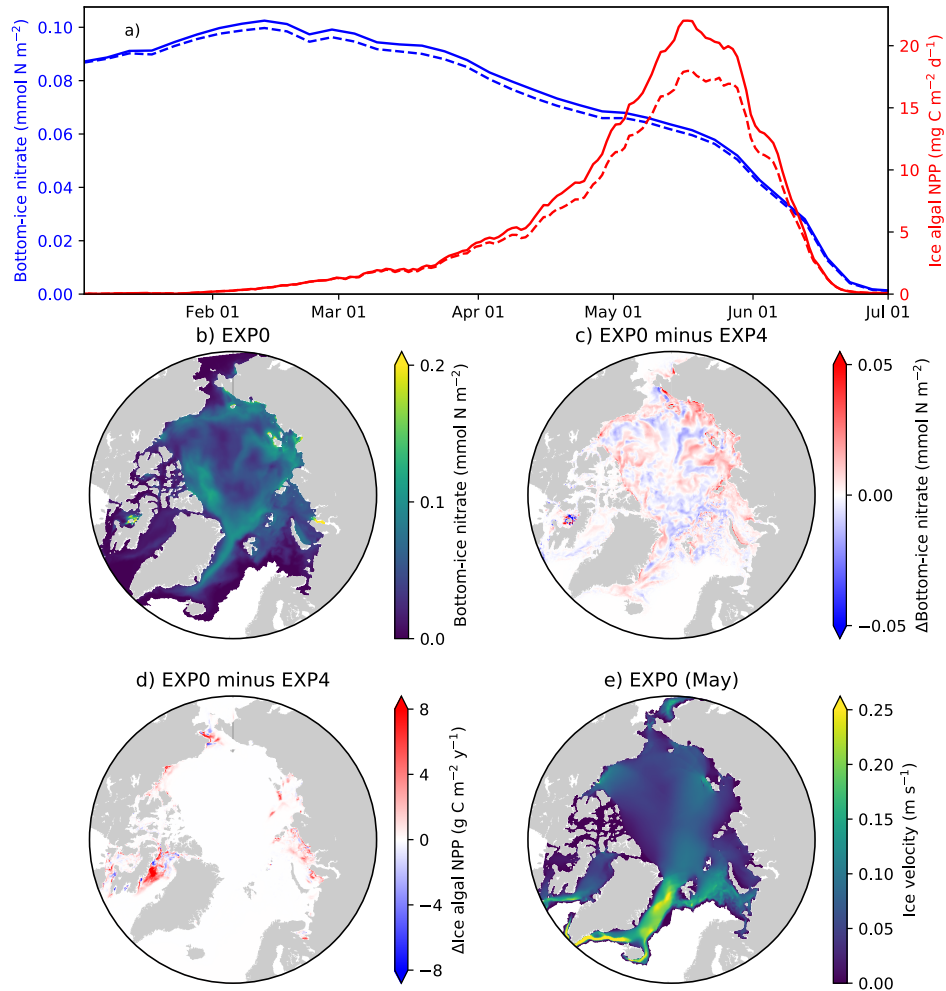 a)
Bottom-ice nitrate (mmol N m⁻²)
0.10
0.08
0.06
0.04
0.02
0.00
Ice algal NPP (mg C m⁻² d⁻¹)
20
15
10
5
0
Feb 01 Mar 01 Apr 01 May 01 Jun 01 Jul 01
b) EXP0
0.2
0.1
0.0
Bottom-ice nitrate (mmol N m⁻²)
c) EXP0 minus EXP4
0.05
0.00
−0.05
ΔBottom-ice nitrate (mmol N m⁻²)
d) EXP0 minus EXP4
8
4
0
−4
−8
ΔIce algal NPP (g C m⁻² y⁻¹)
e) EXP0 (May)
0.25
0.20
0.15
0.10
0.05
0.00
Ice velocity (m s⁻¹)